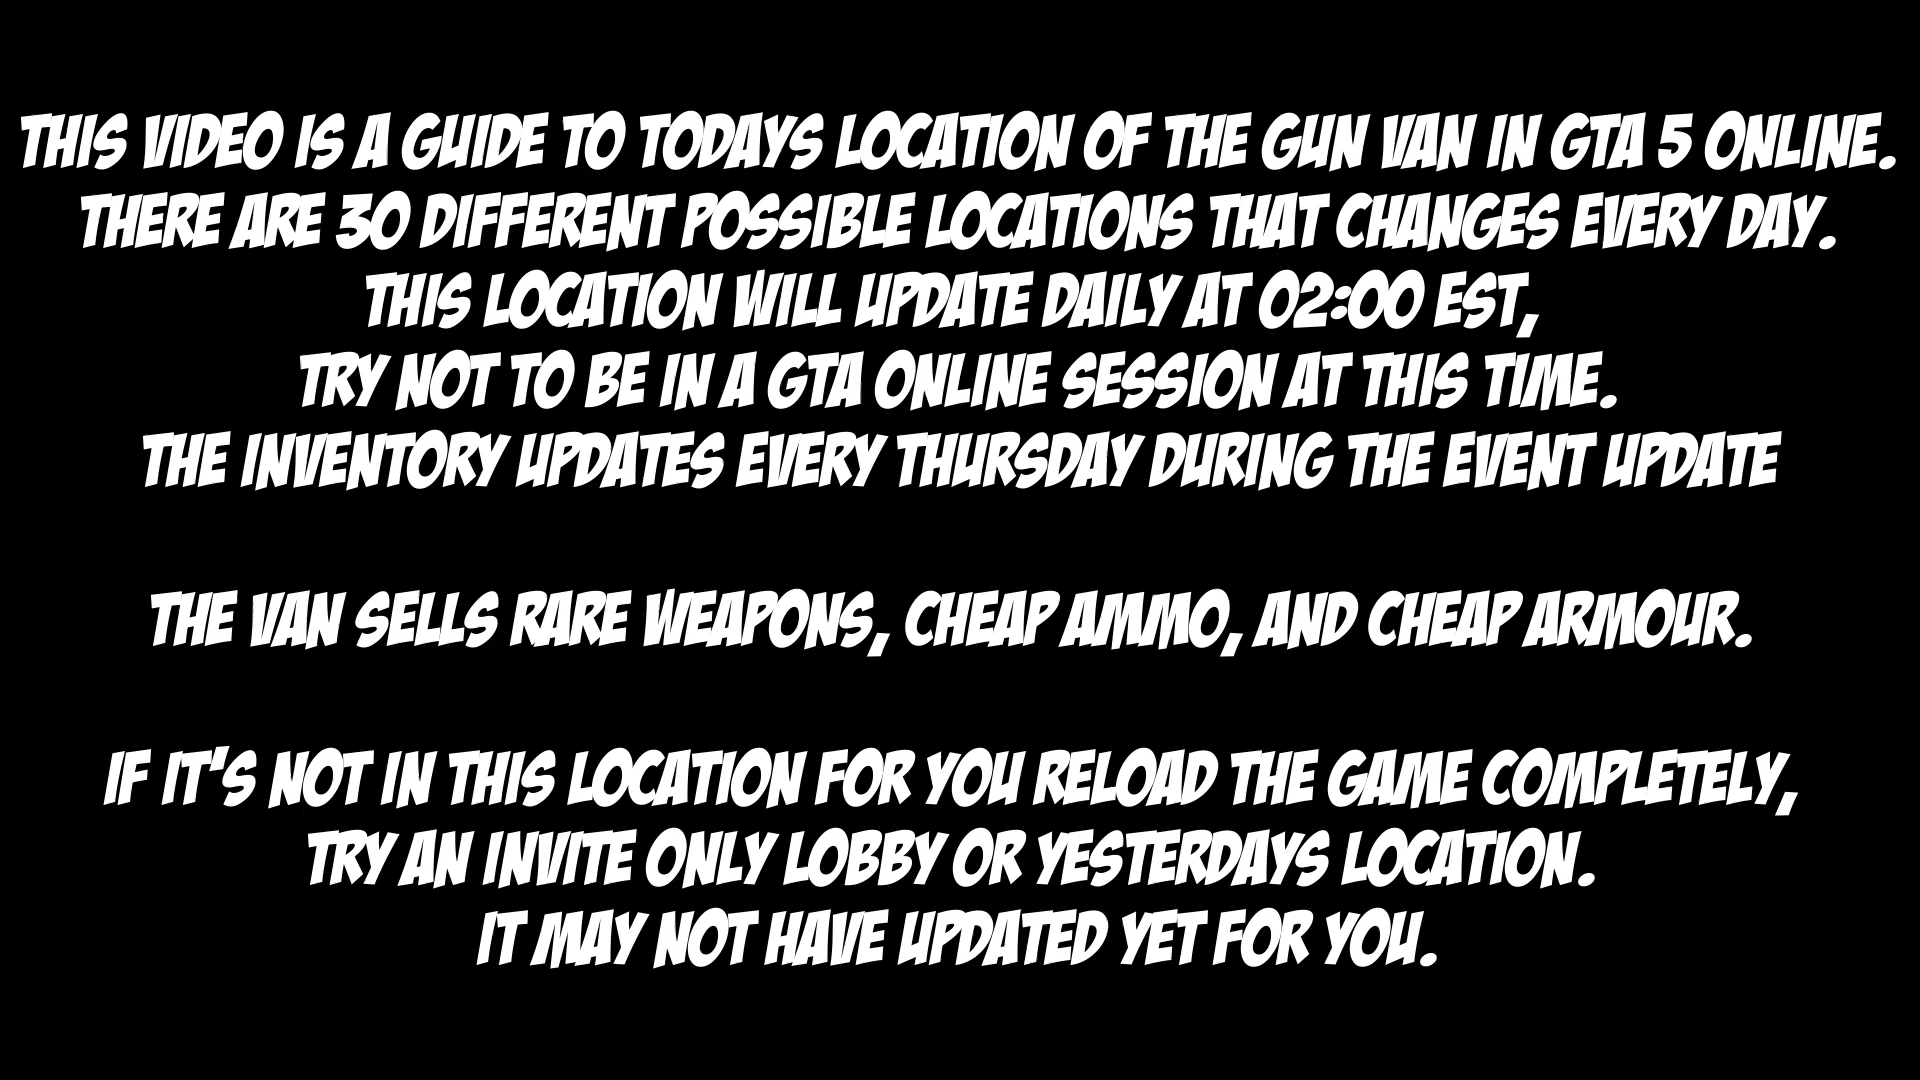 THIS VIDEO IS A GUIDE TO TODAYS LOCATION OF THE GUN VAN IN GTA 5 ONLINE.
THERE ARE 30 DIFFERENT POSSIBLE LOCATIONS THAT CHANGES EVERY DAY.
THIS LOCATION WILL UPDATE DAILY AT 02:00 EST,
TRY NOT TO BE IN A GTA ONLINE SESSION AT THIS TIME.
THE INVENTORY UPDATES EVERY THURSDAY DURING THE EVENT UPDATE
THE VAN SELLS RARE WEAPONS, CHEAP AMMO, AND CHEAP ARMOUR.
IF IT'S NOT IN THIS LOCATION FOR YOU RELOAD THE GAME COMPLETELY,
TRY AN INVITE ONLY LOBBY OR YESTERDAYS LOCATION.
IT MAY NOT HAVE UPDATED YET FOR YOU.